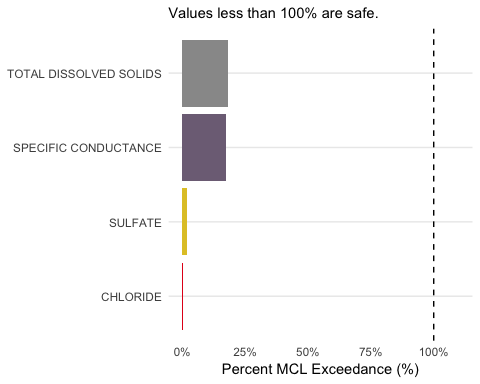 Values less than 100% are safe.
TOTAL DISSOLVED SOLIDS
SPECIFIC CONDUCTANCE
SULFATE
CHLORIDE
0% 25% 50% 75% 100%
Percent MCL Exceedance (%)